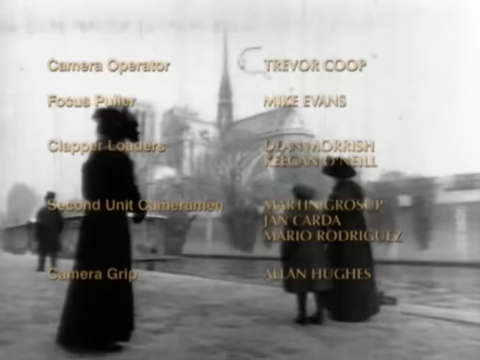 Camera Operator TREVOR COOP
Focus Puller MIKE EVANS
Clapper Loaders DEAN MORRISH
KEEGAN O'NEILL
Second Unit Cameramen MARTIN GROSUP
JAN CARDA
MARIO RODRIGUEZ
Camera Grip ALLAN HUGHES